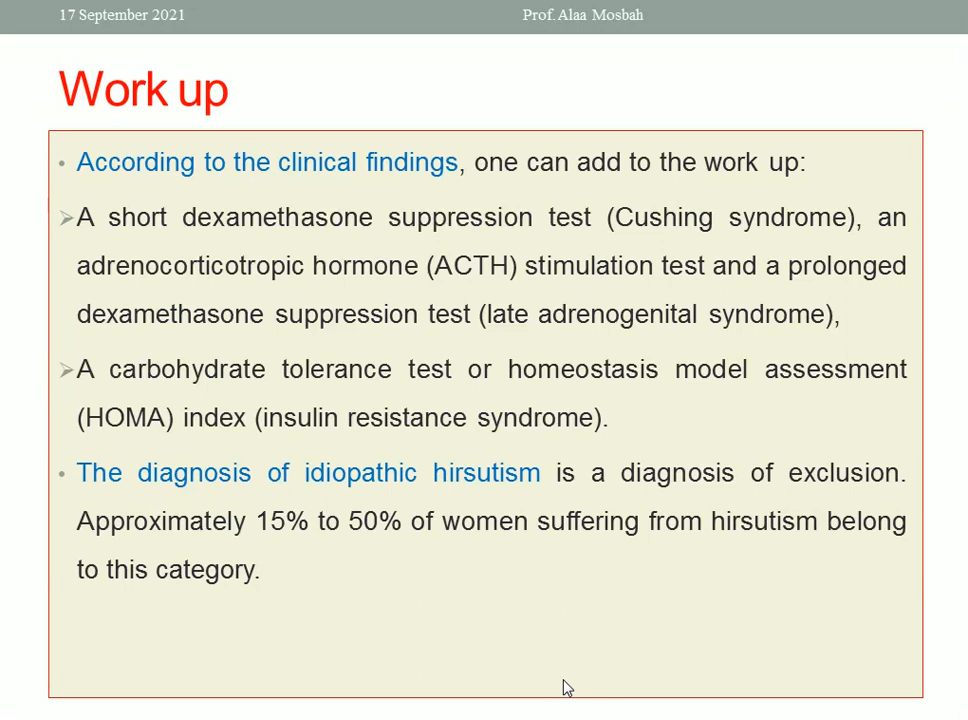 17 September 2021 Prof. Alaa Mosbah
Work up
• According to the clinical findings, one can add to the work up:
➢ A short dexamethasone suppression test (Cushing syndrome), an
adrenocorticotropic hormone (ACTH) stimulation test and a prolonged
dexamethasone suppression test (late adrenogenital syndrome),
➢ A carbohydrate tolerance test or homeostasis model assessment
(HOMA) index (insulin resistance syndrome).
• The diagnosis of idiopathic hirsutism is a diagnosis of exclusion.
Approximately 15% to 50% of women suffering from hirsutism belong
to this category.